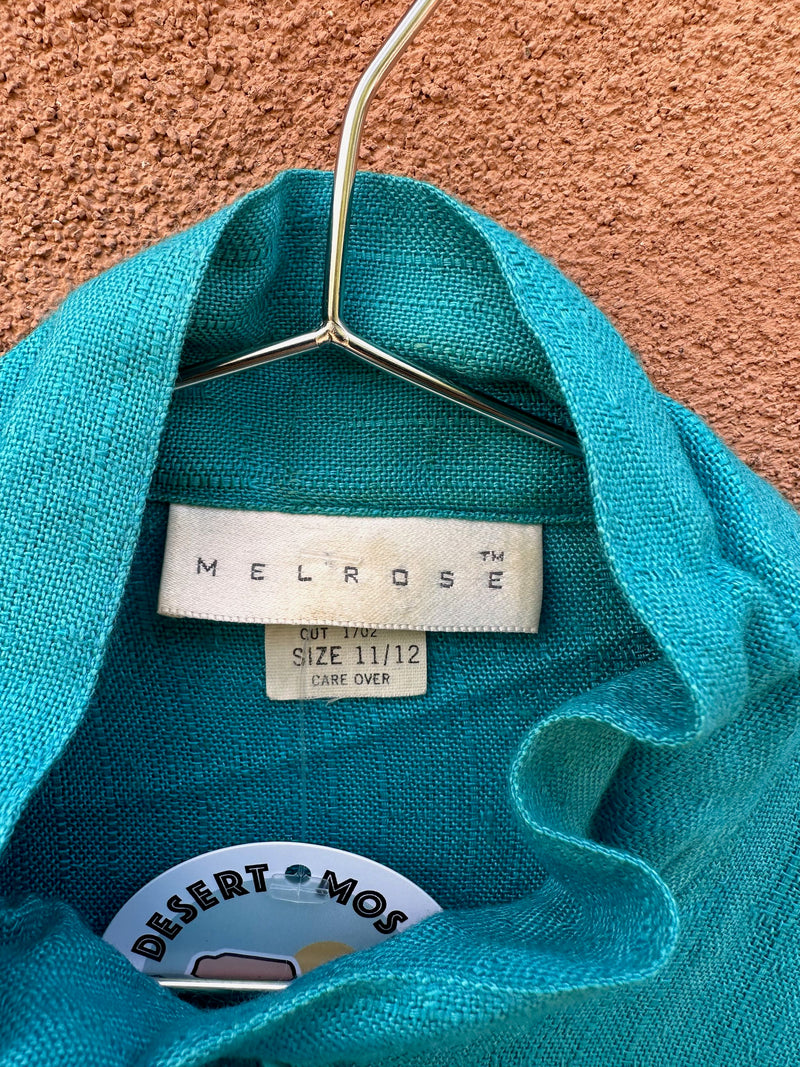 MELROSE™
CUT 1702
SIZE 11/12
CARE OVER
DESERT • MOS